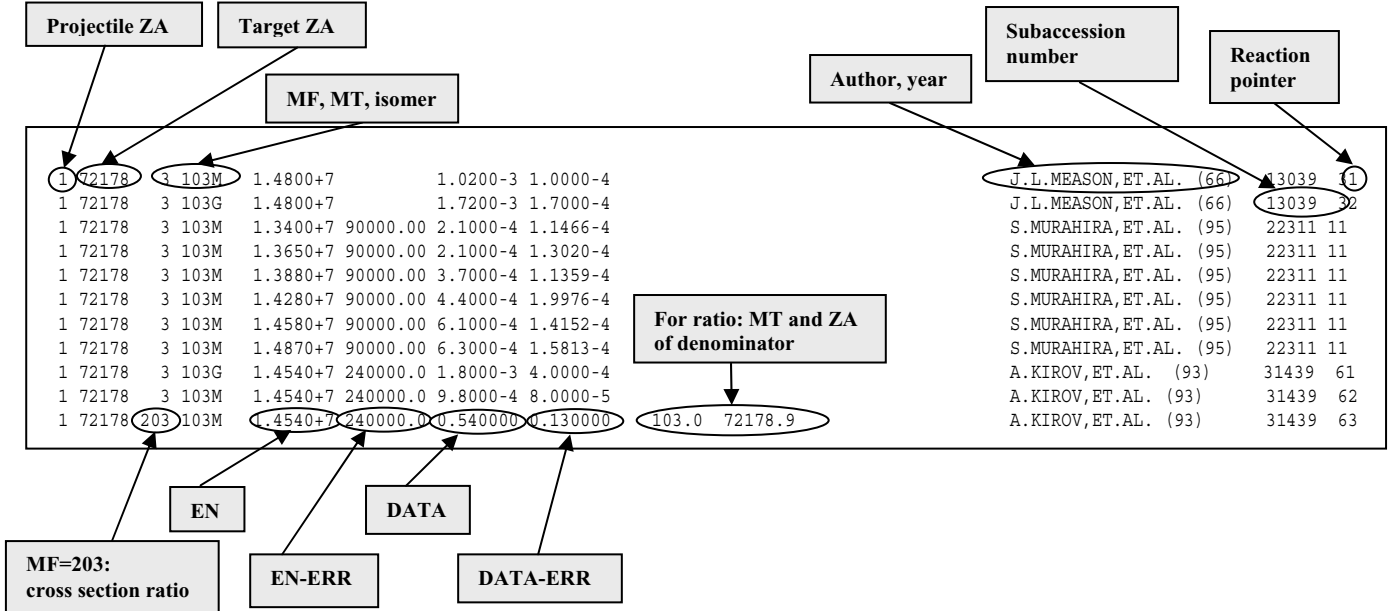 Projectile ZA
Target ZA
MF, MT, isomer
Author, year
Subaccession
number
Reaction
pointer
1 72178 3 103M 1.4800+7 1.0200-3 1.0000-4 J.L.MEASON,ET.AL. (66) 13039 31
1 72178 3 103G 1.4800+7 1.7200-3 1.7000-4 J.L.MEASON,ET.AL. (66) 13039 32
1 72178 3 103M 1.3400+7 90000.00 2.1000-4 1.1466-4 S.MURAHIRA,ET.AL. (95) 22311 11
1 72178 3 103M 1.3650+7 90000.00 2.1000-4 1.3020-4 S.MURAHIRA,ET.AL. (95) 22311 11
1 72178 3 103M 1.3880+7 90000.00 3.7000-4 1.1359-4 S.MURAHIRA,ET.AL. (95) 22311 11
1 72178 3 103M 1.4280+7 90000.00 4.4000-4 1.9976-4 S.MURAHIRA,ET.AL. (95) 22311 11
1 72178 3 103M 1.4580+7 90000.00 6.1000-4 1.4152-4 S.MURAHIRA,ET.AL. (95) 22311 11
1 72178 3 103M 1.4870+7 90000.00 6.3000-4 1.5813-4 S.MURAHIRA,ET.AL. (95) 22311 11
1 72178 3 103G 1.4540+7 240000.0 1.8000-3 4.0000-4 A.KIROV,ET.AL. (93) 31439 61
1 72178 3 103M 1.4540+7 240000.0 9.8000-4 8.0000-5 A.KIROV,ET.AL. (93) 31439 62
1 72178 203 103M 1.4540+7 240000.0 0.540000 0.130000 103.0 72178.9 A.KIROV,ET.AL. (93) 31439 63
For ratio: MT and ZA
of denominator
EN
DATA
MF=203:
cross section ratio
EN-ERR
DATA-ERR